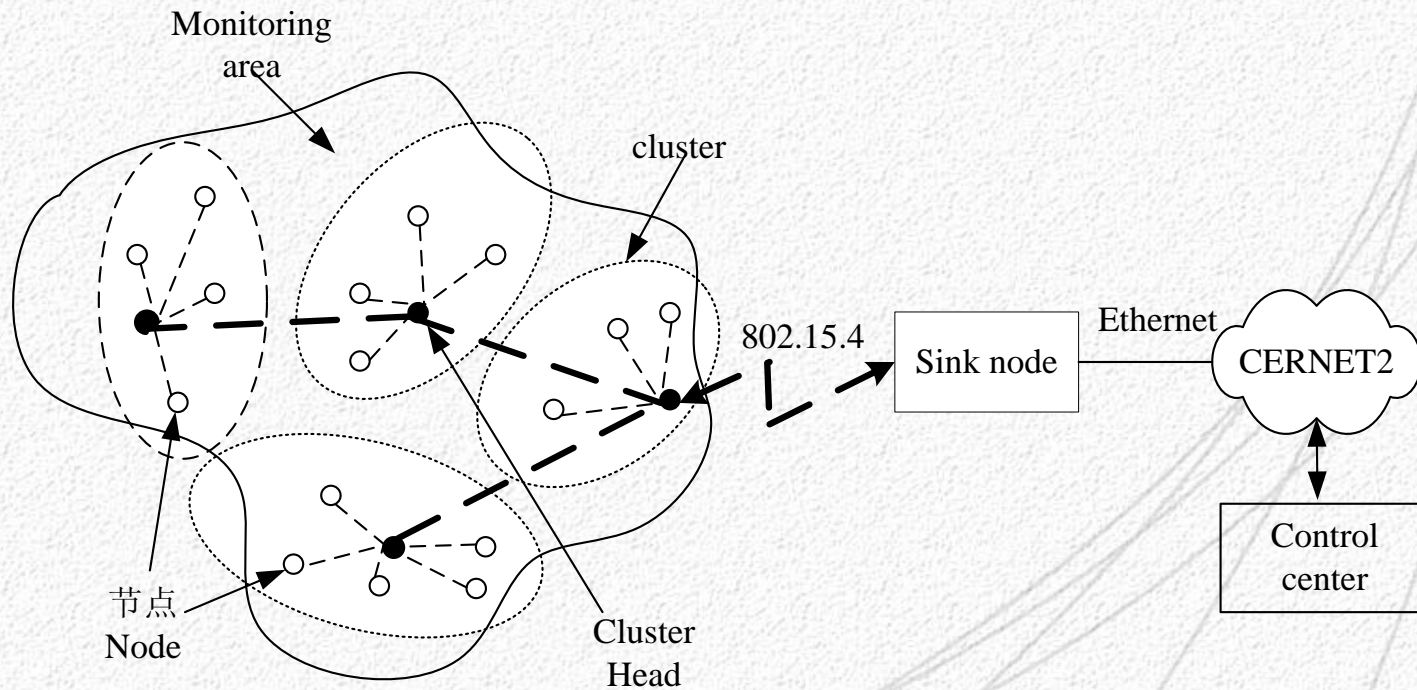 Monitoring
area
cluster
802.15.4
Ethernet
Sink node
CERNET2
Control
center
节点
Node
Cluster
Head